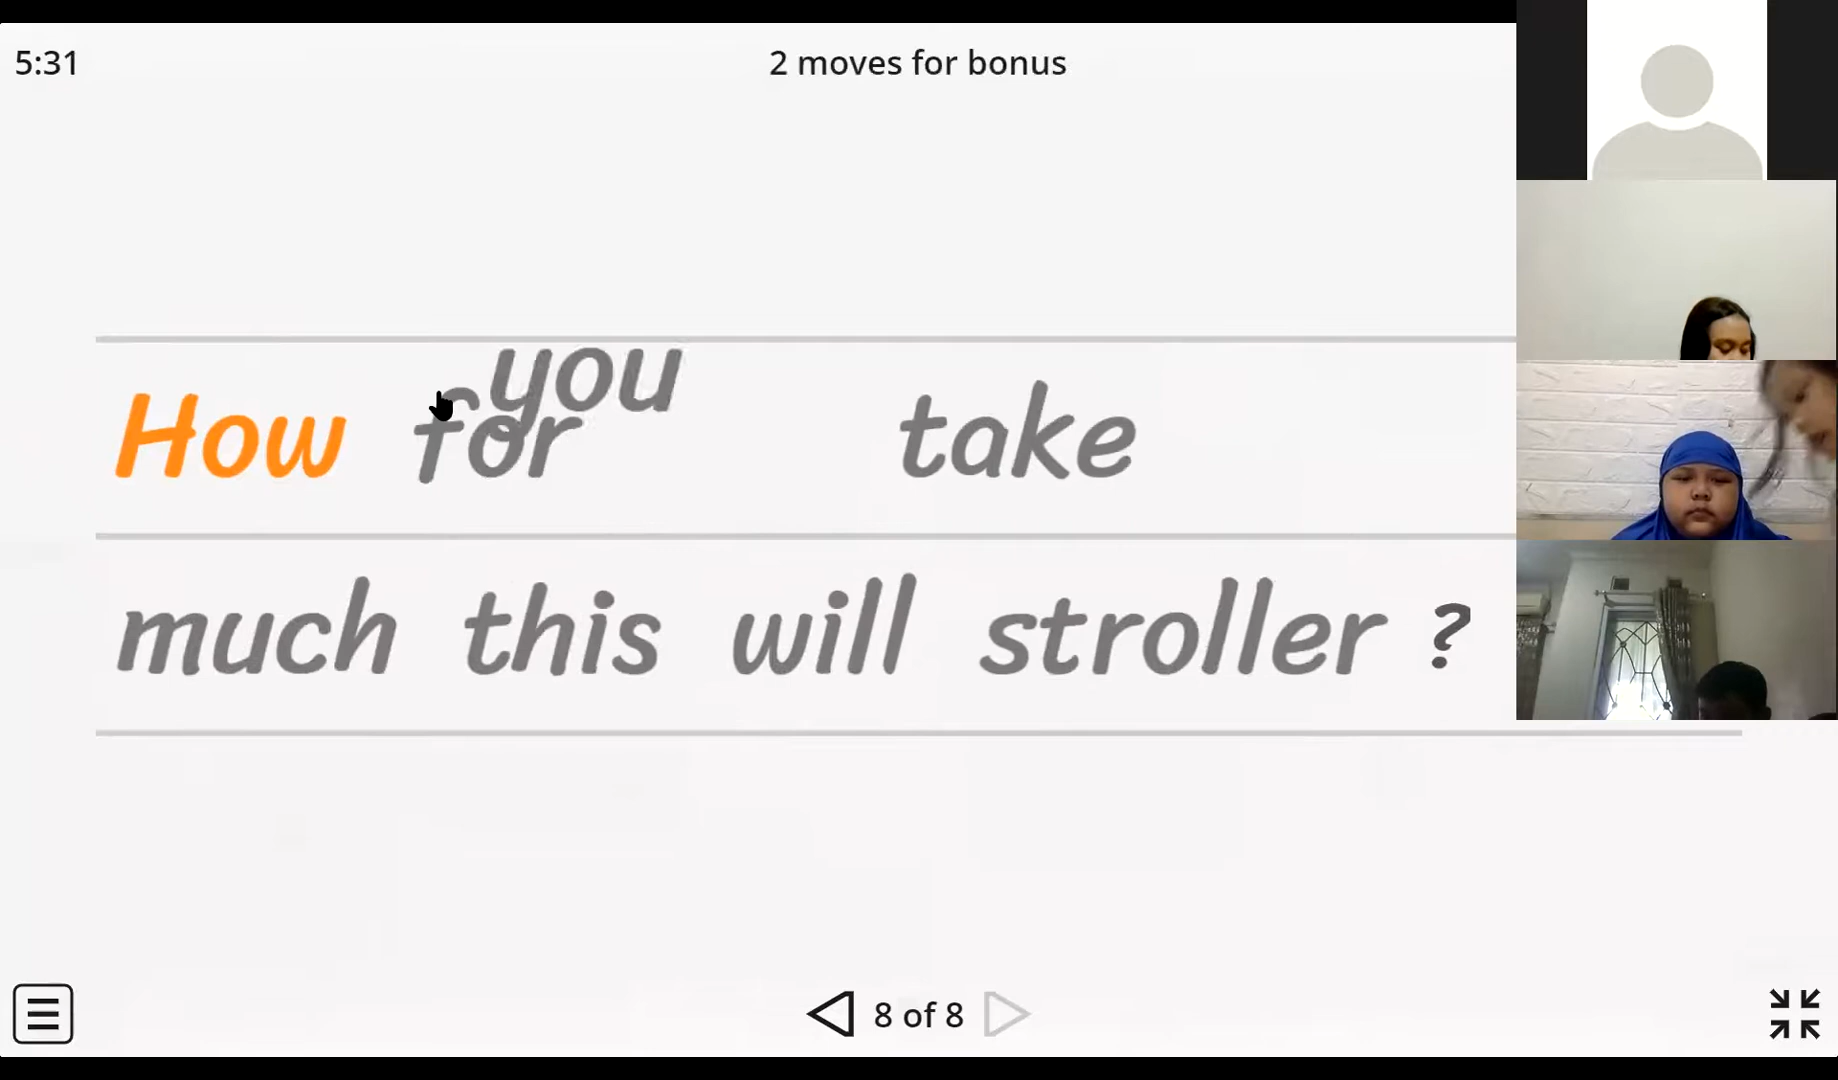 5:31
2 moves for bonus
How for you take
much this will stroller ?
8 of 8